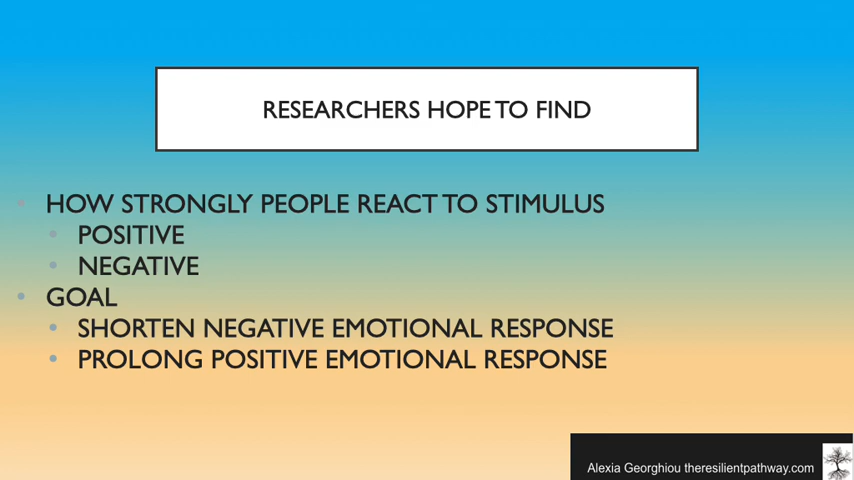 RESEARCHERS HOPE TO FIND
• HOW STRONGLY PEOPLE REACT TO STIMULUS
• POSITIVE
• NEGATIVE
• GOAL
• SHORTEN NEGATIVE EMOTIONAL RESPONSE
• PROLONG POSITIVE EMOTIONAL RESPONSE
Alexia Georghiou theresilientpathway.com